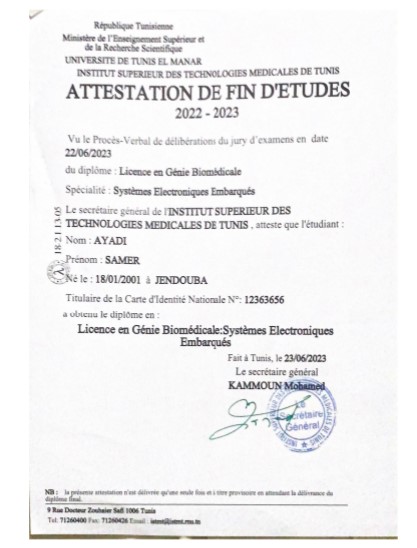 République Tunisienne
Ministère de l'Enseignement Supérieur et
de la Recherche Scientifique
UNIVERSITE DE TUNIS EL MANAR
INSTITUT SUPERIEUR DES TECHNOLOGIES MEDICALES DE TUNIS
ATTESTATION DE FIN D'ETUDES
2022 - 2023
Vu le Procès-Verbal de délibérations du jury d'examens en date
22/06/2023
du diplôme : Licence en Génie Biomédicale
Spécialité : Systèmes Electroniques Embarqués
Le secrétaire général de l'INSTITUT SUPERIEUR DES
TECHNOLOGIES MEDICALES DE TUNIS , atteste que l'étudiant :
Nom : AYADI
Prénom : SAMER
Né le : 18/01/2001 à JENDOUBA
Titulaire de la Carte d'Identité Nationale N°: 12363656
a obtenu le diplôme en :
Licence en Génie Biomédicale:Systèmes Electroniques
Embarqués
Fait à Tunis, le 23/06/2023
Le secrétaire général
KAMMOUN Mohamed
Le
Secrétaire
Général
NB : la présente attestation n'est délivrée qu'une seule fois et à titre provisoire en attendant la délivrance du
diplôme final.
9 Rue Docteur Zouhaier Safi 1006 Tunis
Tel: 71260400 Fax: 71260426 Email :